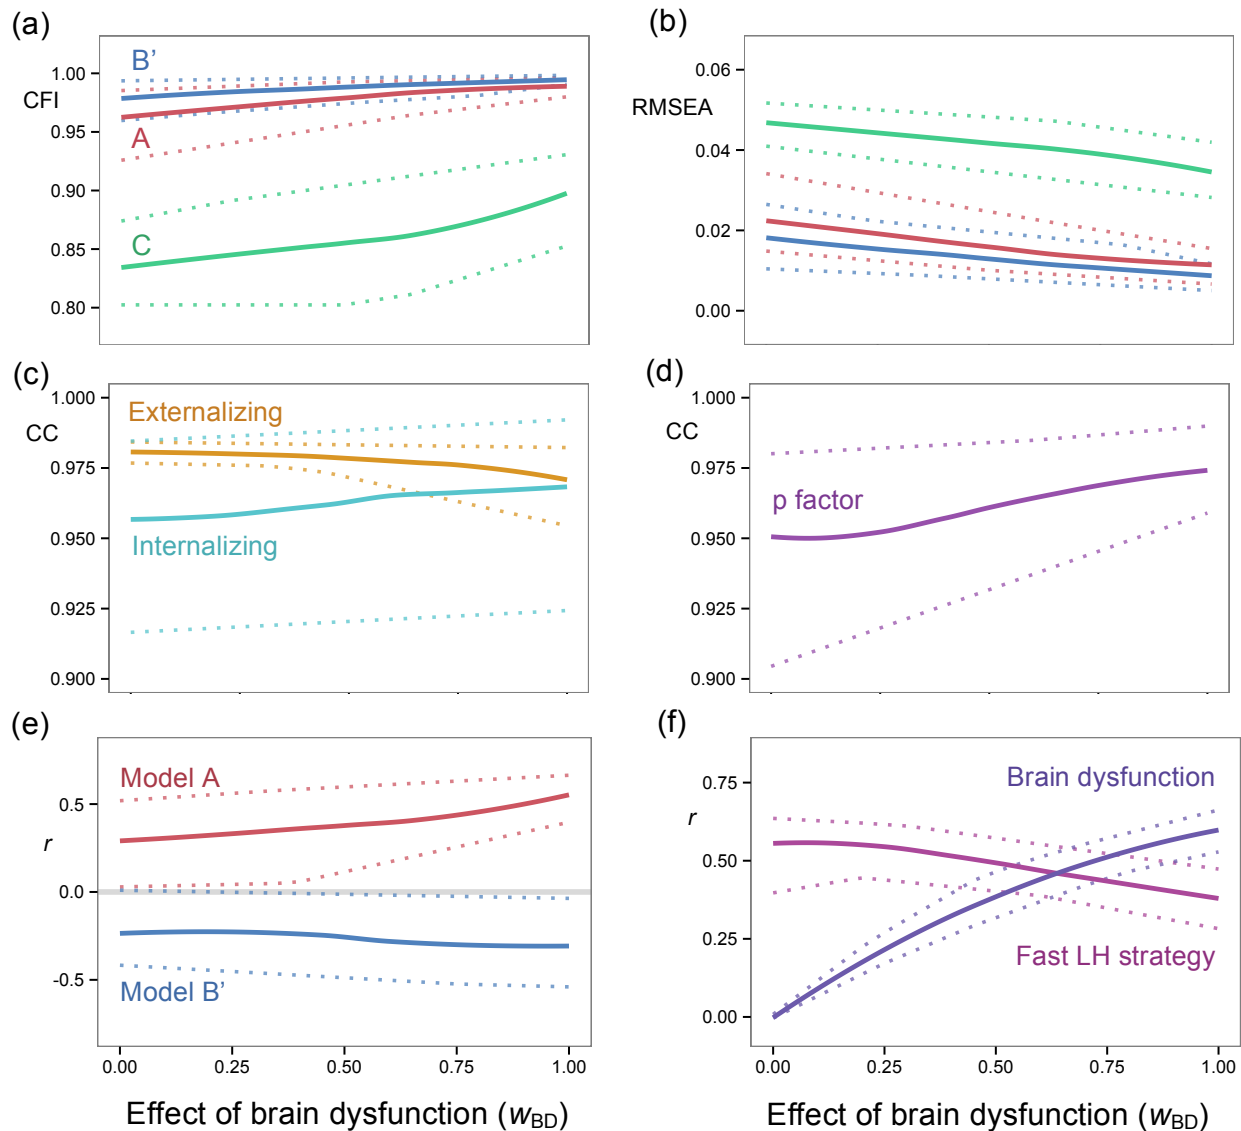 (a)
B’
1.00
CFI
0.95
A
0.90
C
0.85
0.80
(b)
0.06
RMSEA
0.04
0.02
0.00
(c)
1.000
Externalizing
CC
0.975
0.950
Internalizing
0.925
0.900
(d)
1.000
CC
0.975
p factor
0.950
0.925
0.900
(e)
Model A
0.5
r
0.0
-0.5
Model B’
0.00 0.25 0.50 0.75 1.00
Effect of brain dysfunction (wBD)
(f)
0.75
Brain dysfunction
r
0.50
0.25
Fast LH strategy
0.00
0.00 0.25 0.50 0.75 1.00
Effect of brain dysfunction (wBD)